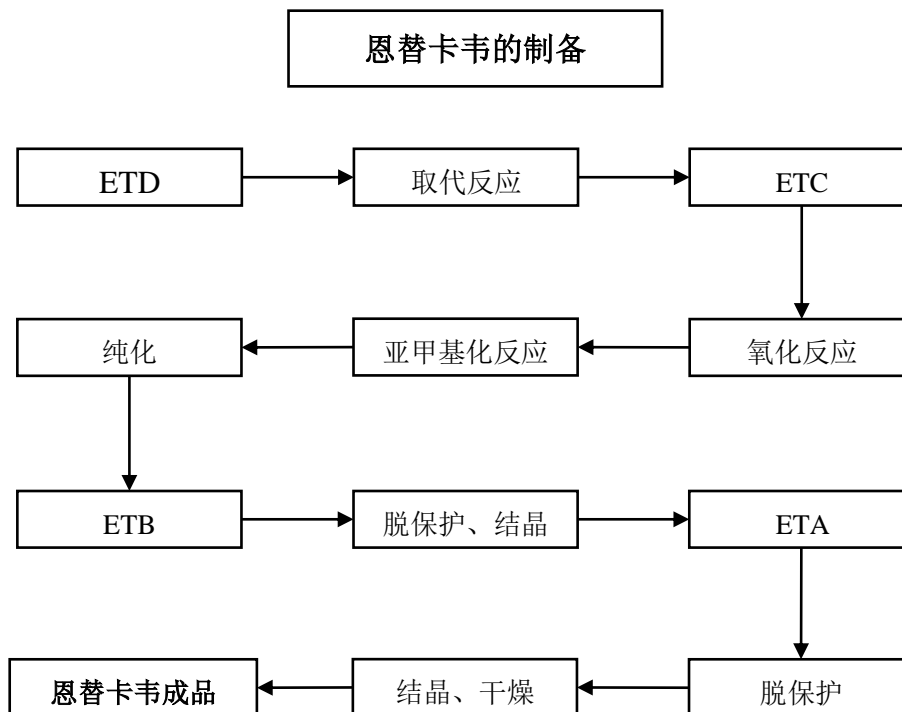 恩替卡韦的制备
ETD
取代反应
ETC
氧化反应
亚甲基化反应
纯化
ETB
脱保护、结晶
ETA
脱保护
结晶、干燥
恩替卡韦成品